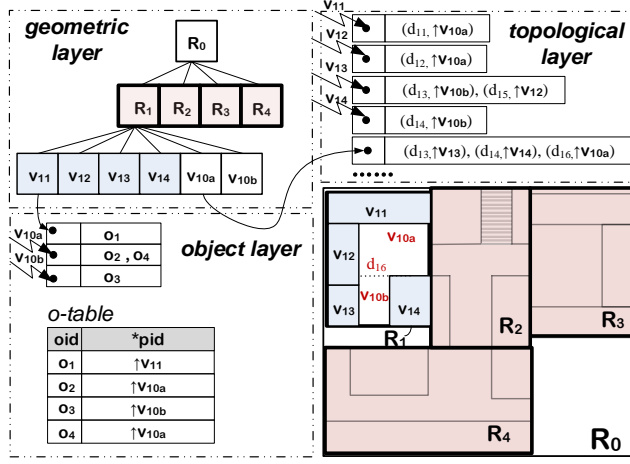 geometric layer
R0
R1 R2 R3 R4
v11 v12 v13 v14 v10a v10b
topological layer
v11 (d11, ↑v10a)
v12 (d12, ↑v10a)
v13 (d13, ↑v10b), (d15, ↑v12)
v14 (d14, ↑v10b)
(d13, ↑v13), (d14, ↑v14), (d16, ↑v10a)
......
object layer
o1
v10a o2 , o4
v10b o3
o-table
oid *pid
o1 ↑v11
o2 ↑v10a
o3 ↑v10b
o4 ↑v10a
v11
v12 v10a
d16
v13 v10b v14
R1 R2 R3
R4 R0